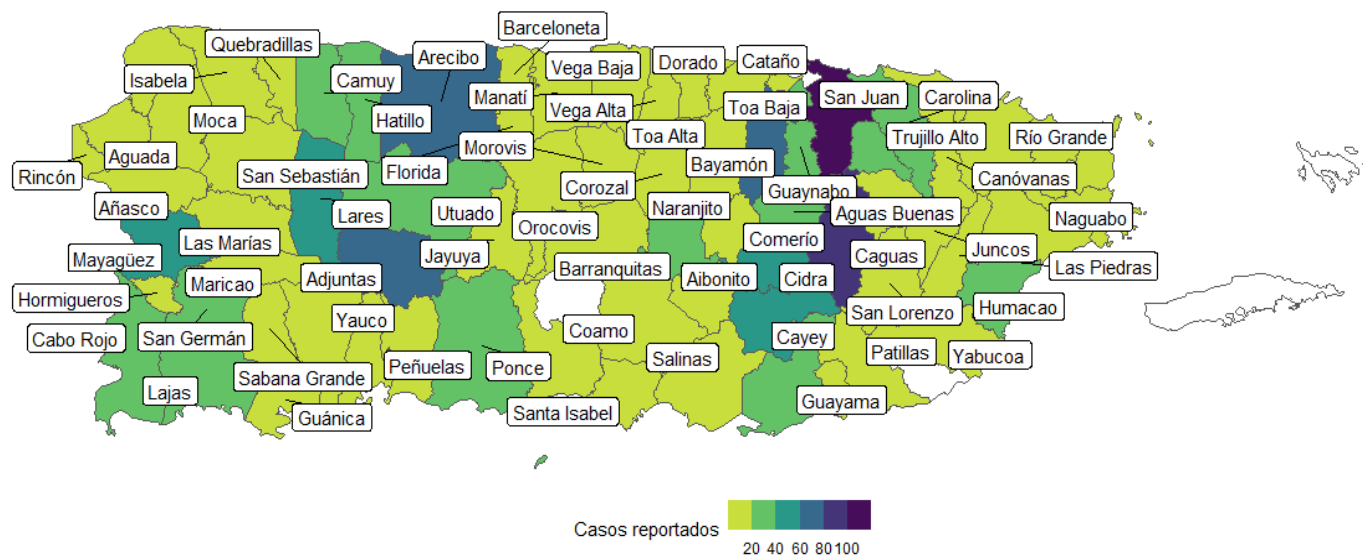 Barceloneta
Quebradillas
Arecibo
Vega Baja
Dorado
Cataño
Isabela
Camuy
Manatí
San Juan
Carolina
Vega Alta
Toa Baja
Moca
Hatillo
Toa Alta
Trujillo Alto
Río Grande
Morovis
Aguada
San Sebastián
Florida
Bayamón
Rincón
Canóvanas
Corozal
Guaynabo
Añasco
Lares
Utuado
Naranjito
Aguas Buenas
Naguabo
Orocovis
Las Marías
Comerío
Juncos
Mayagüez
Jayuya
Caguas
Barranquitas
Las Piedras
Maricao
Adjuntas
Aibonito
Cidra
Hormigueros
Humacao
San Lorenzo
Yauco
Coamo
Cabo Rojo
San Germán
Cayey
Patillas
Yabucoa
Salinas
Peñuelas
Ponce
Sabana Grande
Lajas
Guayama
Santa Isabel
Guánica
Casos reportados
20 40 60 80 100